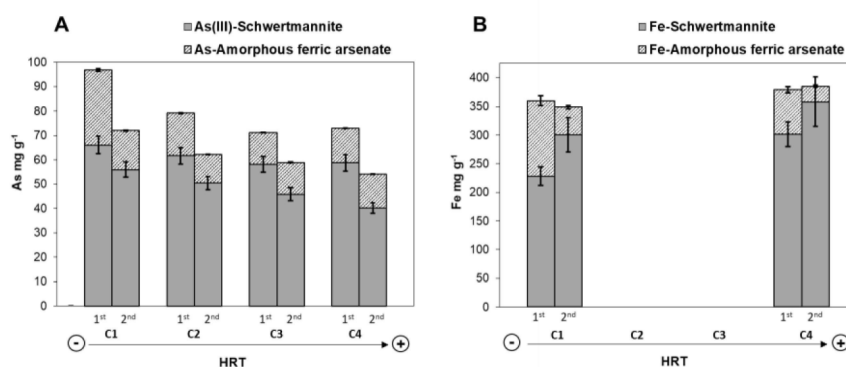 A
As(III)-Schwertmannite
As-Amorphous ferric arsenate
100
90
80
70
60
50
40
30
20
10
0
As mg g-1
1st 2nd 1st 2nd 1st 2nd 1st 2nd
C1 C2 C3 C4
- +
HRT
B
Fe-Schwertmannite
Fe-Amorphous ferric arsenate
400
350
300
250
200
150
100
50
0
Fe mg g-1
1st 2nd 1st 2nd
C1 C2 C3 C4
- +
HRT